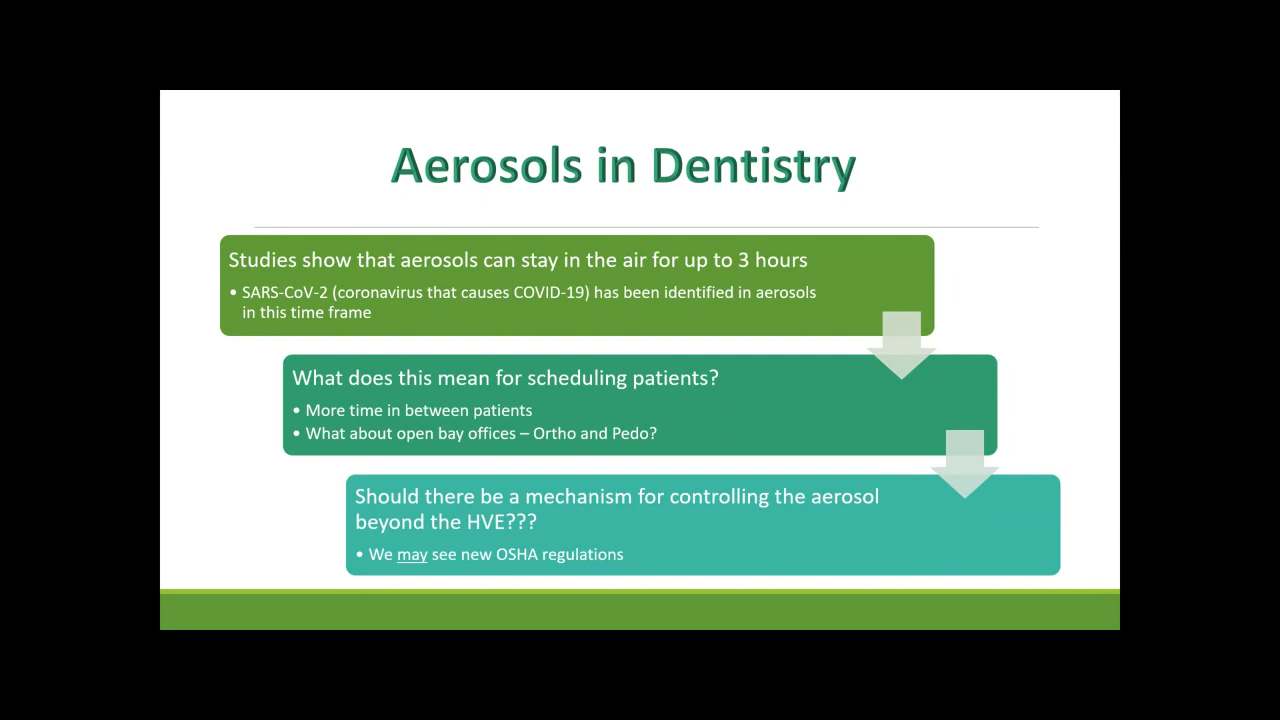 Aerosols in Dentistry
Studies show that aerosols can stay in the air for up to 3 hours
• SARS-CoV-2 (coronavirus that causes COVID-19) has been identified in aerosols
in this time frame
What does this mean for scheduling patients?
• More time in between patients
• What about open bay offices – Ortho and Pedo?
Should there be a mechanism for controlling the aerosol
beyond the HVE???
• We may see new OSHA regulations